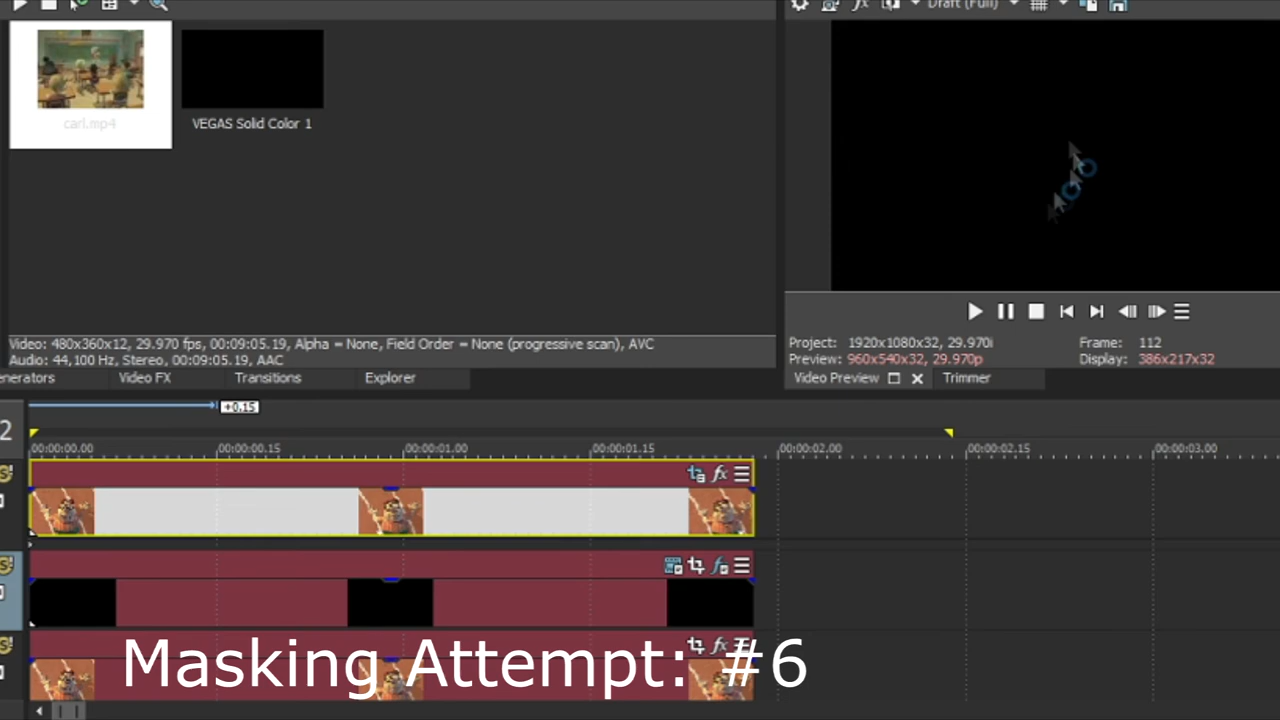 Draft (Full)
carl.mp4
VEGAS Solid Color 1
Video: 480x360x12, 29.970 fps, 00:09:05.19, Alpha = None, Field Order = None (progressive scan), AVC
Audio: 44,100 Hz, Stereo, 00:09:05.19, AAC
Project: 1920x1080x32, 29.970i
Frame: 112
Preview: 960x540x32, 29.970p
Display: 386x217x32
enerators Video FX Transitions Explorer
Video Preview Trimmer
+0.15
2
00:00:00.00 00:00:00.15 00:00:01.00 00:00:01.15 00:00:02.00 00:00:02.15 00:00:03.00
Masking Attempt: #6